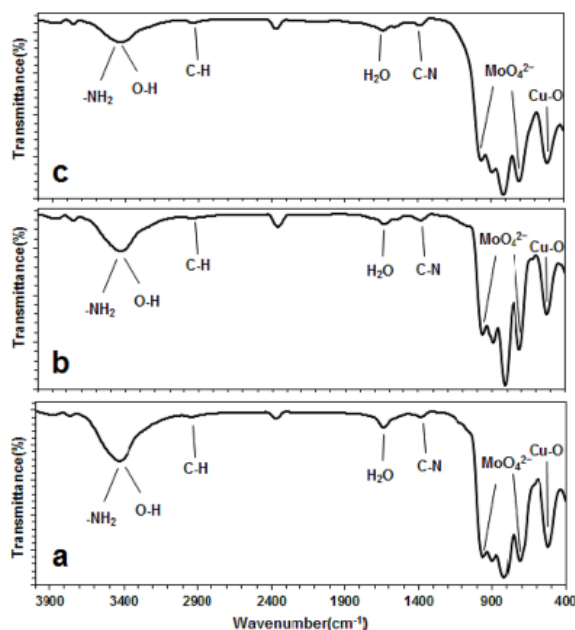 Transmittance(%)
-NH₂
O-H
C-H
H₂O
C-N
MoO₄²⁻
Cu-O
c
Transmittance(%)
-NH₂
O-H
C-H
H₂O
C-N
MoO₄²⁻
Cu-O
b
Transmittance(%)
-NH₂
O-H
C-H
H₂O
C-N
MoO₄²⁻
Cu-O
a
3900 3400 2900 2400 1900 1400 900 400
Wavenumber(cm⁻¹)